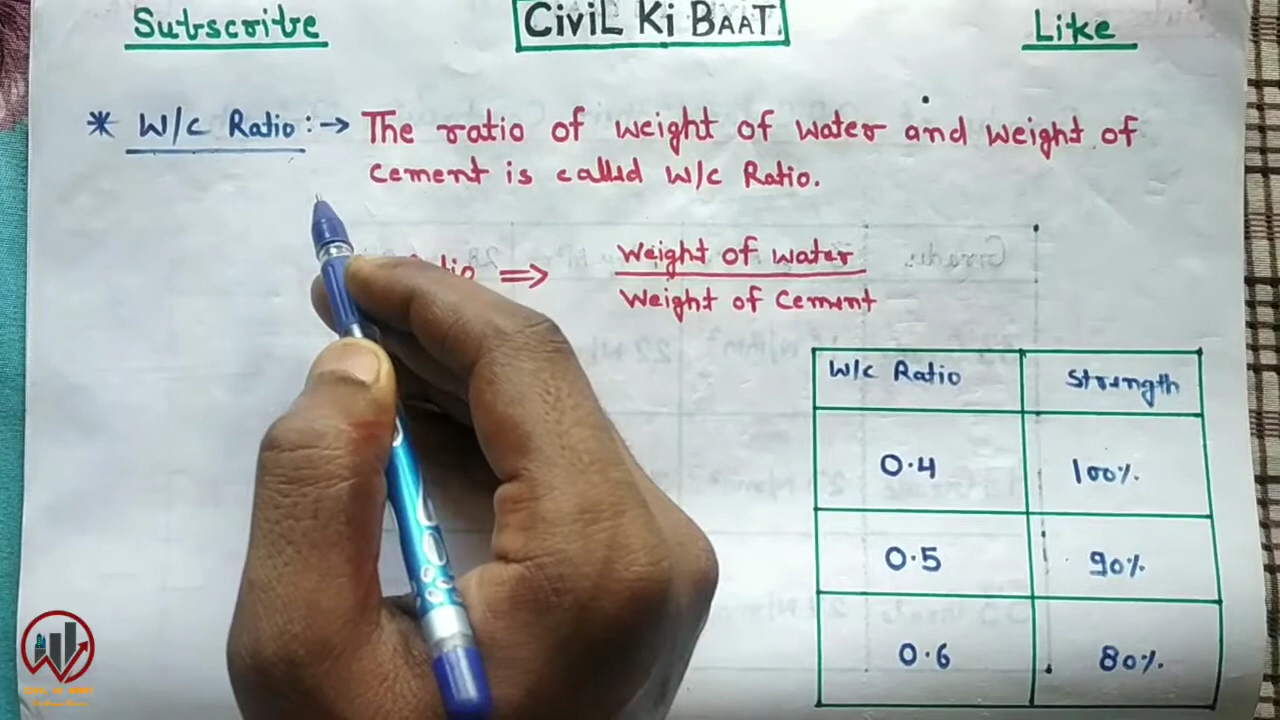 Subscribe
CiviL Ki BAAT
Like
* W/c Ratio :→ The ratio of weight of water and weight of
cement is called W/c Ratio.
⇒ Weight of water
Weight of Cement
W/c Ratio Strength
0.4 100%
0.5 90%
0.6 80%